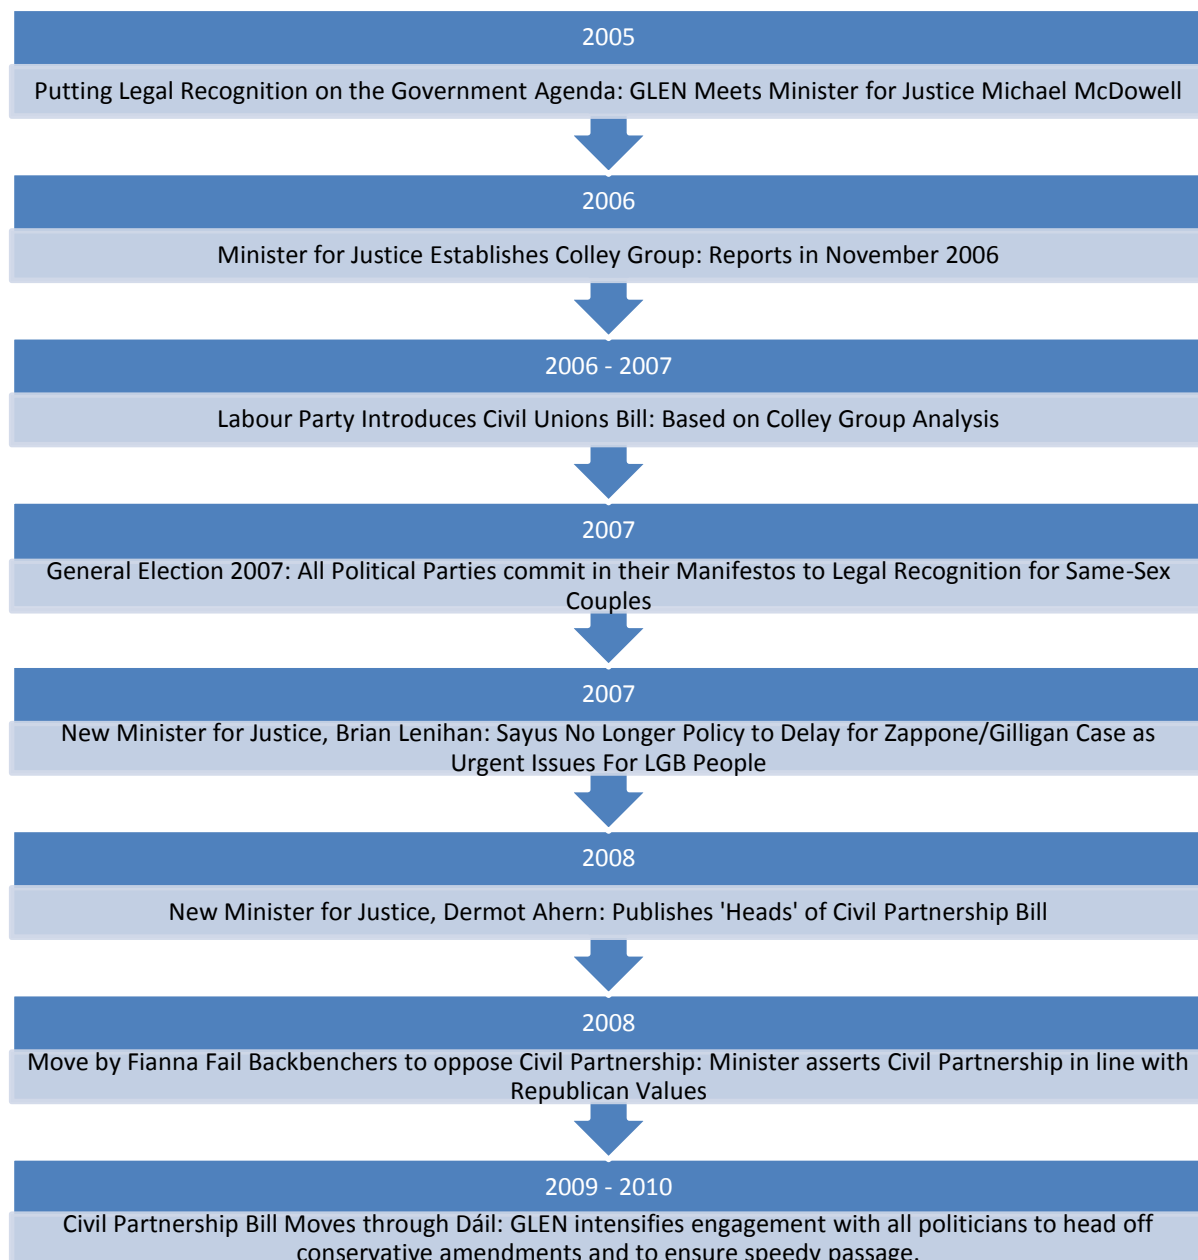 2005
Putting Legal Recognition on the Government Agenda: GLEN Meets Minister for Justice Michael McDowell
2006
Minister for Justice Establishes Colley Group: Reports in November 2006
2006 - 2007
Labour Party Introduces Civil Unions Bill: Based on Colley Group Analysis
2007
General Election 2007: All Political Parties commit in their Manifestos to Legal Recognition for Same-Sex
Couples
2007
New Minister for Justice, Brian Lenihan: Sayus No Longer Policy to Delay for Zappone/Gilligan Case as
Urgent Issues For LGB People
2008
New Minister for Justice, Dermot Ahern: Publishes 'Heads' of Civil Partnership Bill
2008
Move by Fianna Fail Backbenchers to oppose Civil Partnership: Minister asserts Civil Partnership in line with
Republican Values
2009 - 2010
Civil Partnership Bill Moves through Dáil: GLEN intensifies engagement with all politicians to head off
conservative amendments and to ensure speedy passage.